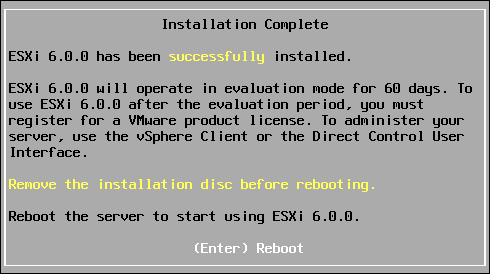 Installation Complete
ESXi 6.0.0 has been successfully installed.
ESXi 6.0.0 will operate in evaluation mode for 60 days. To
use ESXi 6.0.0 after the evaluation period, you must
register for a VMware product license. To administer your
server, use the vSphere Client or the Direct Control User
Interface.
Remove the installation disc before rebooting.
Reboot the server to start using ESXi 6.0.0.
(Enter) Reboot